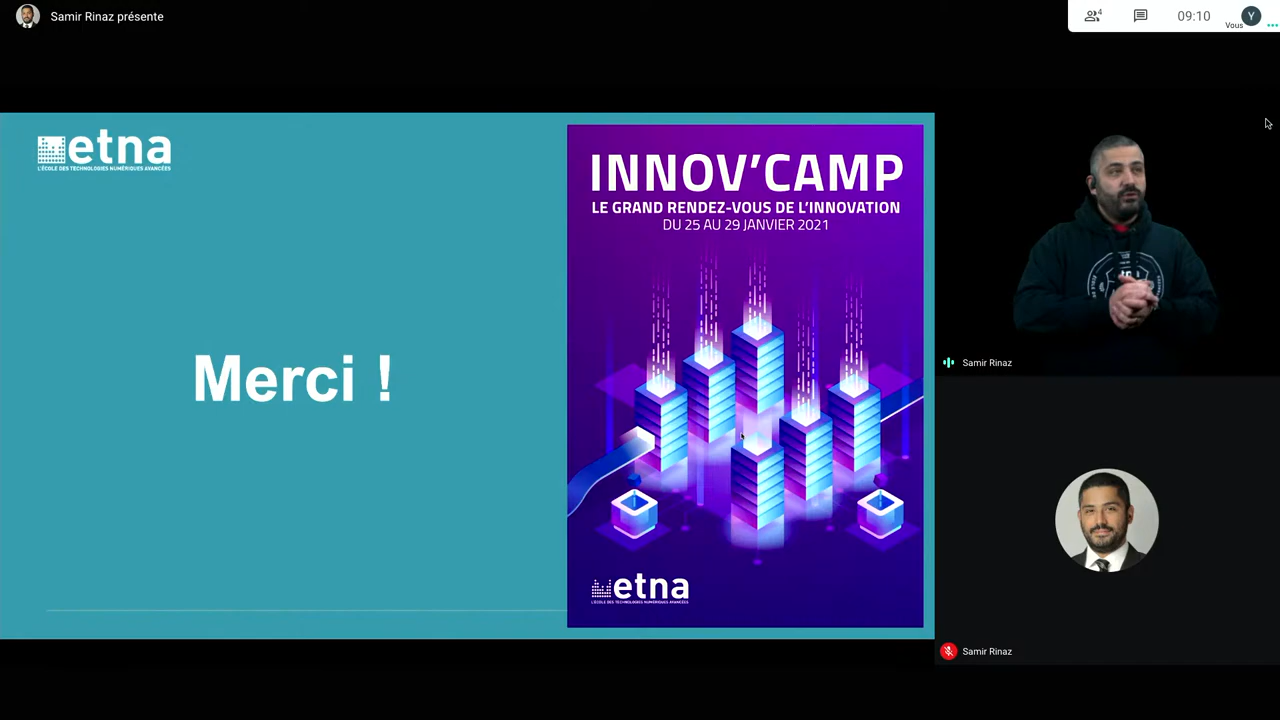 Samir Rinaz présente
4
09:10
Vous
Y
etna
L'ÉCOLE DES TECHNOLOGIES NUMÉRIQUES AVANCÉES
Merci !
INNOV'CAMP
LE GRAND RENDEZ-VOUS DE L'INNOVATION
DU 25 AU 29 JANVIER 2021
etna
L'ÉCOLE DES TECHNOLOGIES NUMÉRIQUES AVANCÉES
Samir Rinaz
Samir Rinaz